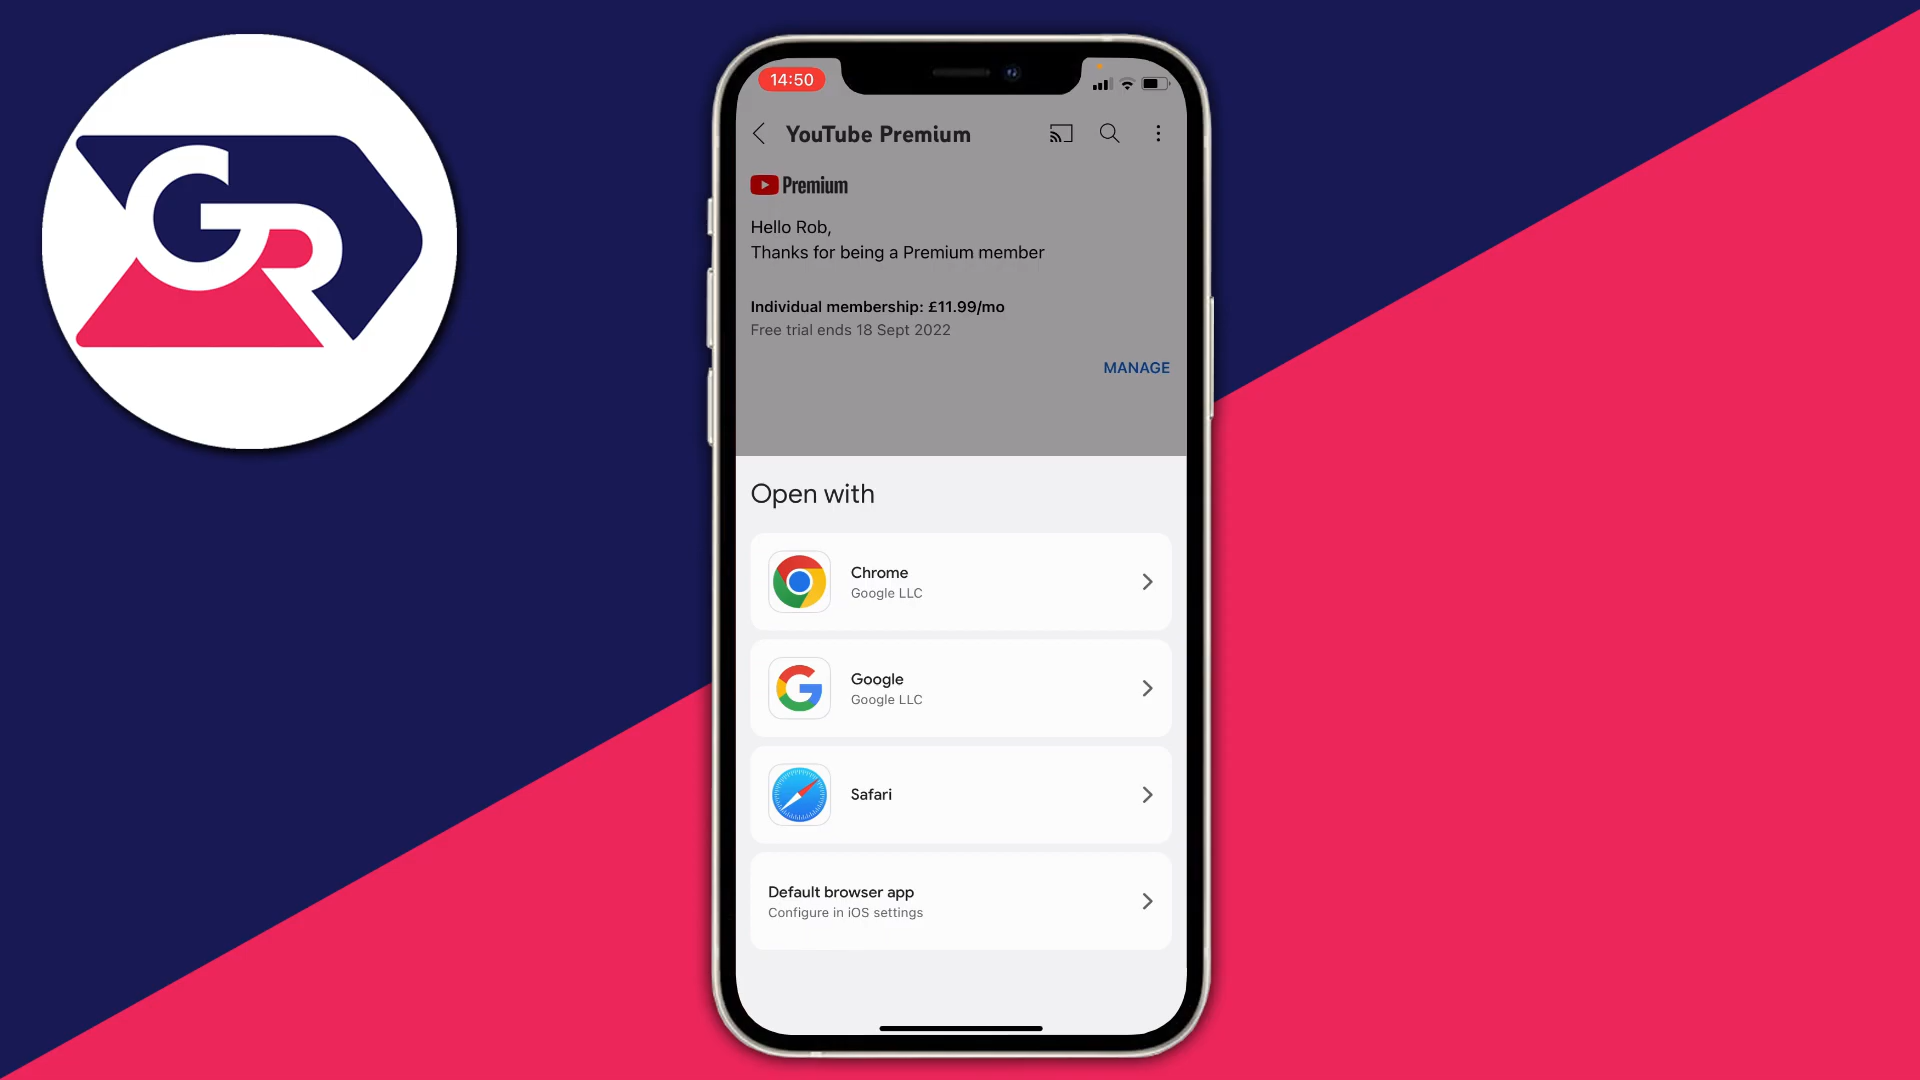 GR
14:50
YouTube Premium
Premium
Hello Rob,
Thanks for being a Premium member
Individual membership: £11.99/mo
Free trial ends 18 Sept 2022
MANAGE
Open with
Chrome
Google LLC
Google
Google LLC
Safari
Default browser app
Configure in iOS settings